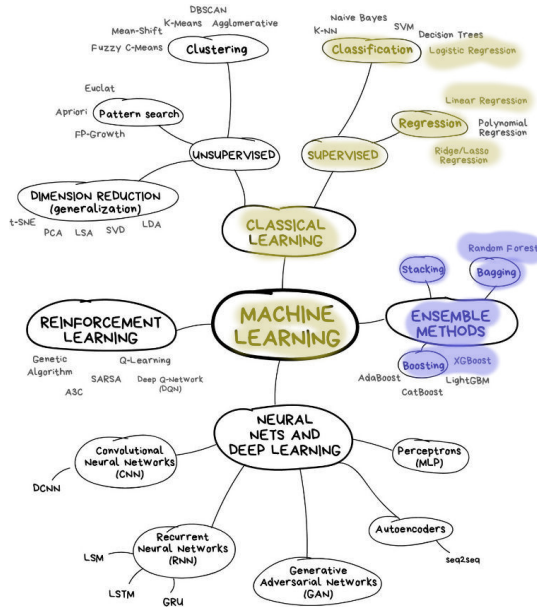 DBSCAN
Mean-Shift
K-Means
Agglomerative
Fuzzy C-Means
Clustering
Naive Bayes
SVM
K-NN
Decision Trees
Classification
Logistic Regression
Euclat
Apriori
Pattern search
FP-Growth
Linear Regression
Regression
Polynomial
Regression
Ridge/Lasso
Regression
UNSUPERVISED
SUPERVISED
DIMENSION REDUCTION
(generalization)
t-SNE
PCA
LSA
SVD
LDA
CLASSICAL
LEARNING
Random Forest
Stacking
Bagging
MACHINE
LEARNING
REINFORCEMENT
LEARNING
ENSEMBLE
METHODS
Genetic
Algorithm
Q-Learning
SARSA
Deep Q-Network
(DQN)
A3C
Boosting
XGBoost
AdaBoost
LightGBM
CatBoost
NEURAL
NETS AND
DEEP LEARNING
Convolutional
Neural Networks
(CNN)
DCNN
Perceptrons
(MLP)
Autoencoders
seq2seq
Recurrent
Neural Networks
(RNN)
LSM
LSTM
GRU
Generative
Adversarial Networks
(GAN)